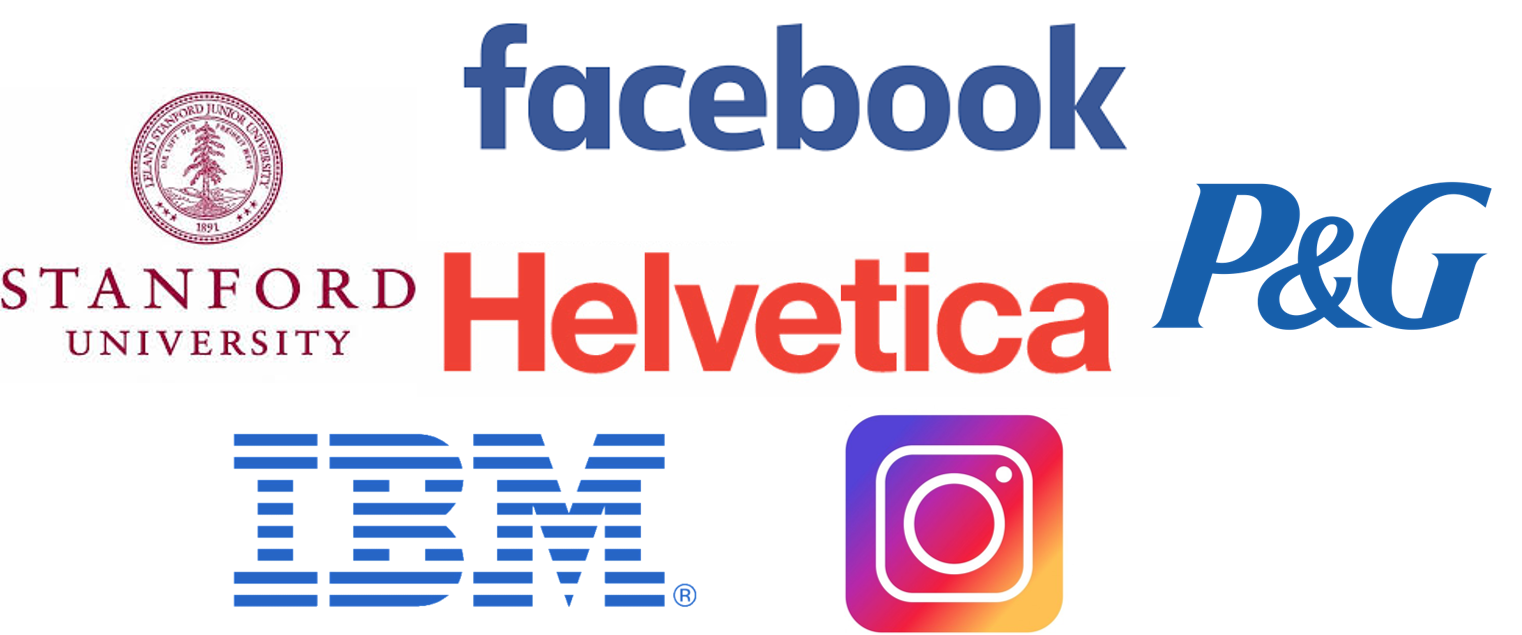 facebook
LELAND STANFORD JUNIOR UNIVERSITY
DIE LUFT DER FREIHEIT WEHT
1891
STANFORD
UNIVERSITY
P&G
Helvetica
IBM®